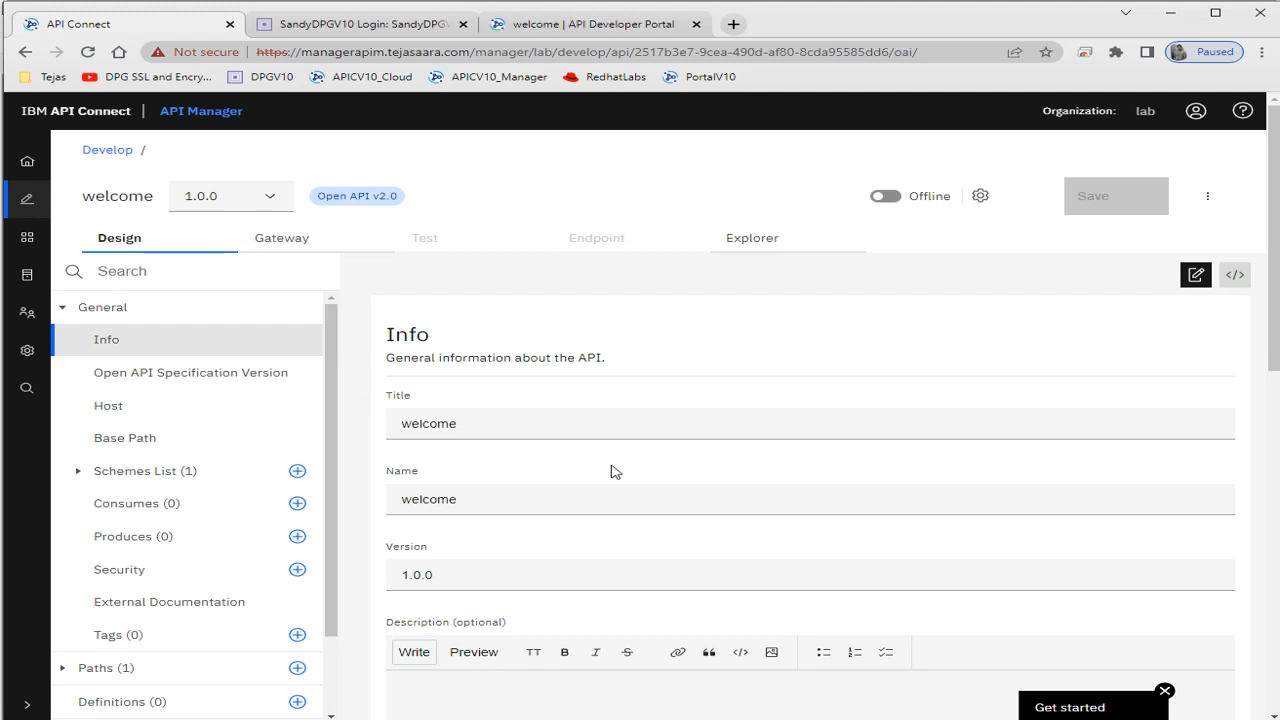 API Connect
SandyDPGV10 Login: SandyDPG
welcome | API Developer Portal
Not secure https://managerapim.tejasaara.com/manager/lab/develop/api/2517b3e7-9cea-490d-af80-8cda95585dd6/oai/
Paused
Tejas DPG SSL and Encry... DPGV10 APICV10_Cloud APICV10_Manager RedhatLabs PortalV10
IBM API Connect | API Manager
Organization: lab
Develop /
welcome 1.0.0 Open API v2.0 Offline Save
Design Gateway Test Endpoint Explorer
Search
General
Info
Open API Specification Version
Host
Base Path
Schemes List (1)
Consumes (0)
Produces (0)
Security
External Documentation
Tags (0)
Paths (1)
Definitions (0)
</>
Info
General information about the API.
Title
welcome
Name
welcome
Version
1.0.0
Description (optional)
Write Preview TT B I S </>
Get started